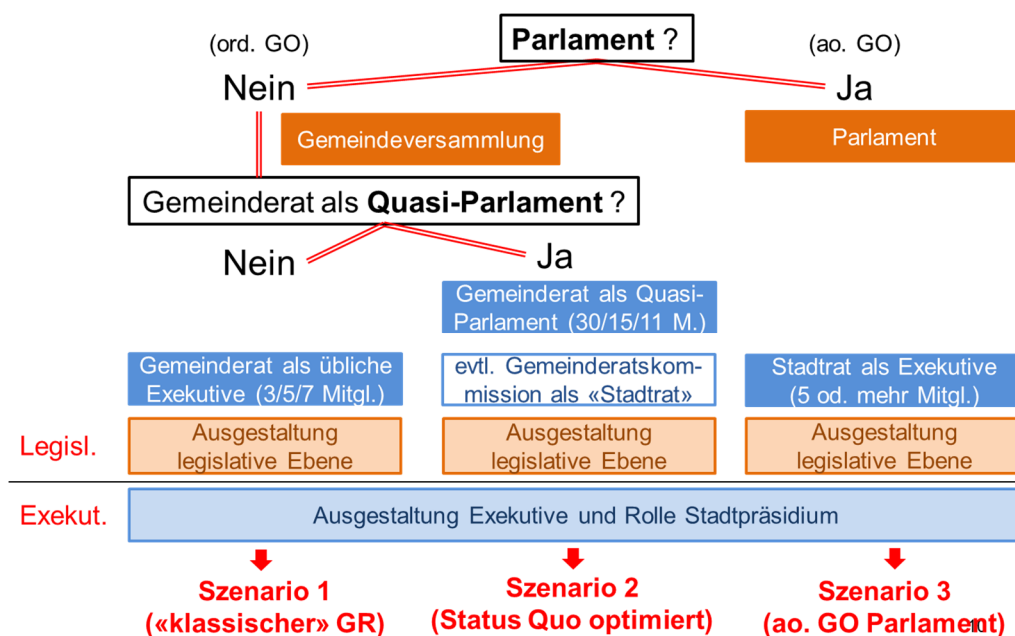 Parlament ?
(ord. GO)
(ao. GO)
Nein
Ja
Gemeindeversammlung
Parlament
Gemeinderat als Quasi-Parlament ?
Nein
Ja
Gemeinderat als Quasi-
Parlament (30/15/11 M.)
Gemeinderat als übliche
Exekutive (3/5/7 Mitgl.)
evtl. Gemeinderatskom-
mission als «Stadtrat»
Stadtrat als Exekutive
(5 od. mehr Mitgl.)
Legisl.
Ausgestaltung
legislative Ebene
Ausgestaltung
legislative Ebene
Ausgestaltung
legislative Ebene
Exekut.
Ausgestaltung Exekutive und Rolle Stadtpräsidium
Szenario 1
(«klassischer» GR)
Szenario 2
(Status Quo optimiert)
Szenario 3
(ao. GO Parlament)